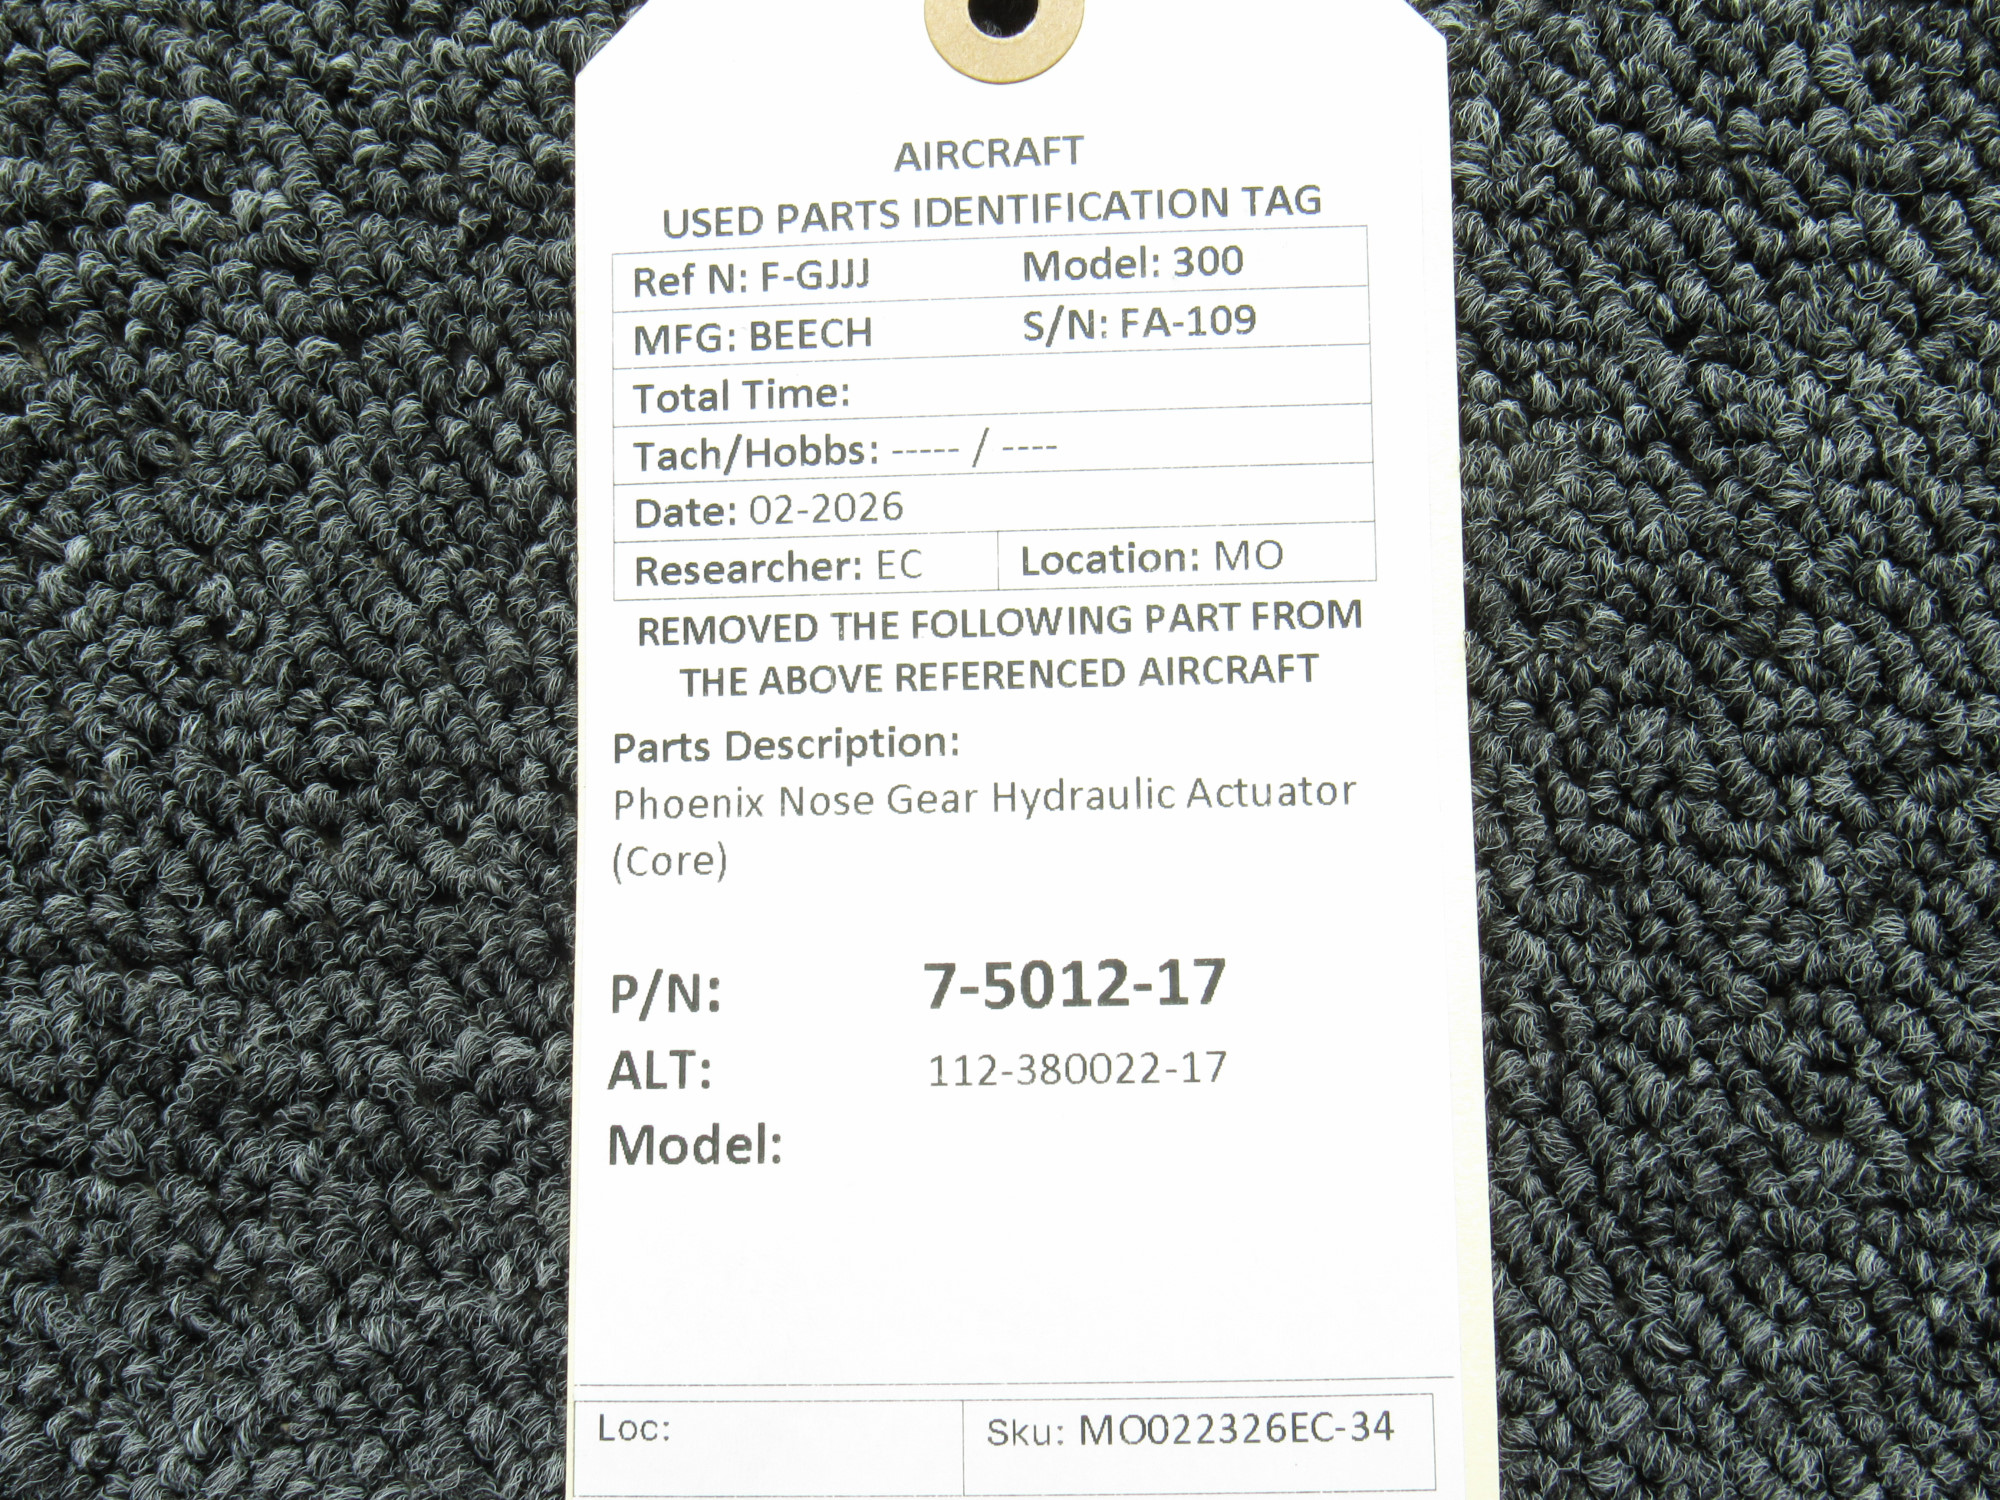 AIRCRAFT
USED PARTS IDENTIFICATION TAG
Ref N: F-GJJJ Model: 300
MFG: BEECH S/N: FA-109
Total Time:
Tach/Hobbs: ----- / ----
Date: 02-2026
Researcher: EC Location: MO
REMOVED THE FOLLOWING PART FROM
THE ABOVE REFERENCED AIRCRAFT
Parts Description:
Phoenix Nose Gear Hydraulic Actuator
(Core)
P/N: 7-5012-17
ALT: 112-380022-17
Model:
Loc: Sku: MO022326EC-34